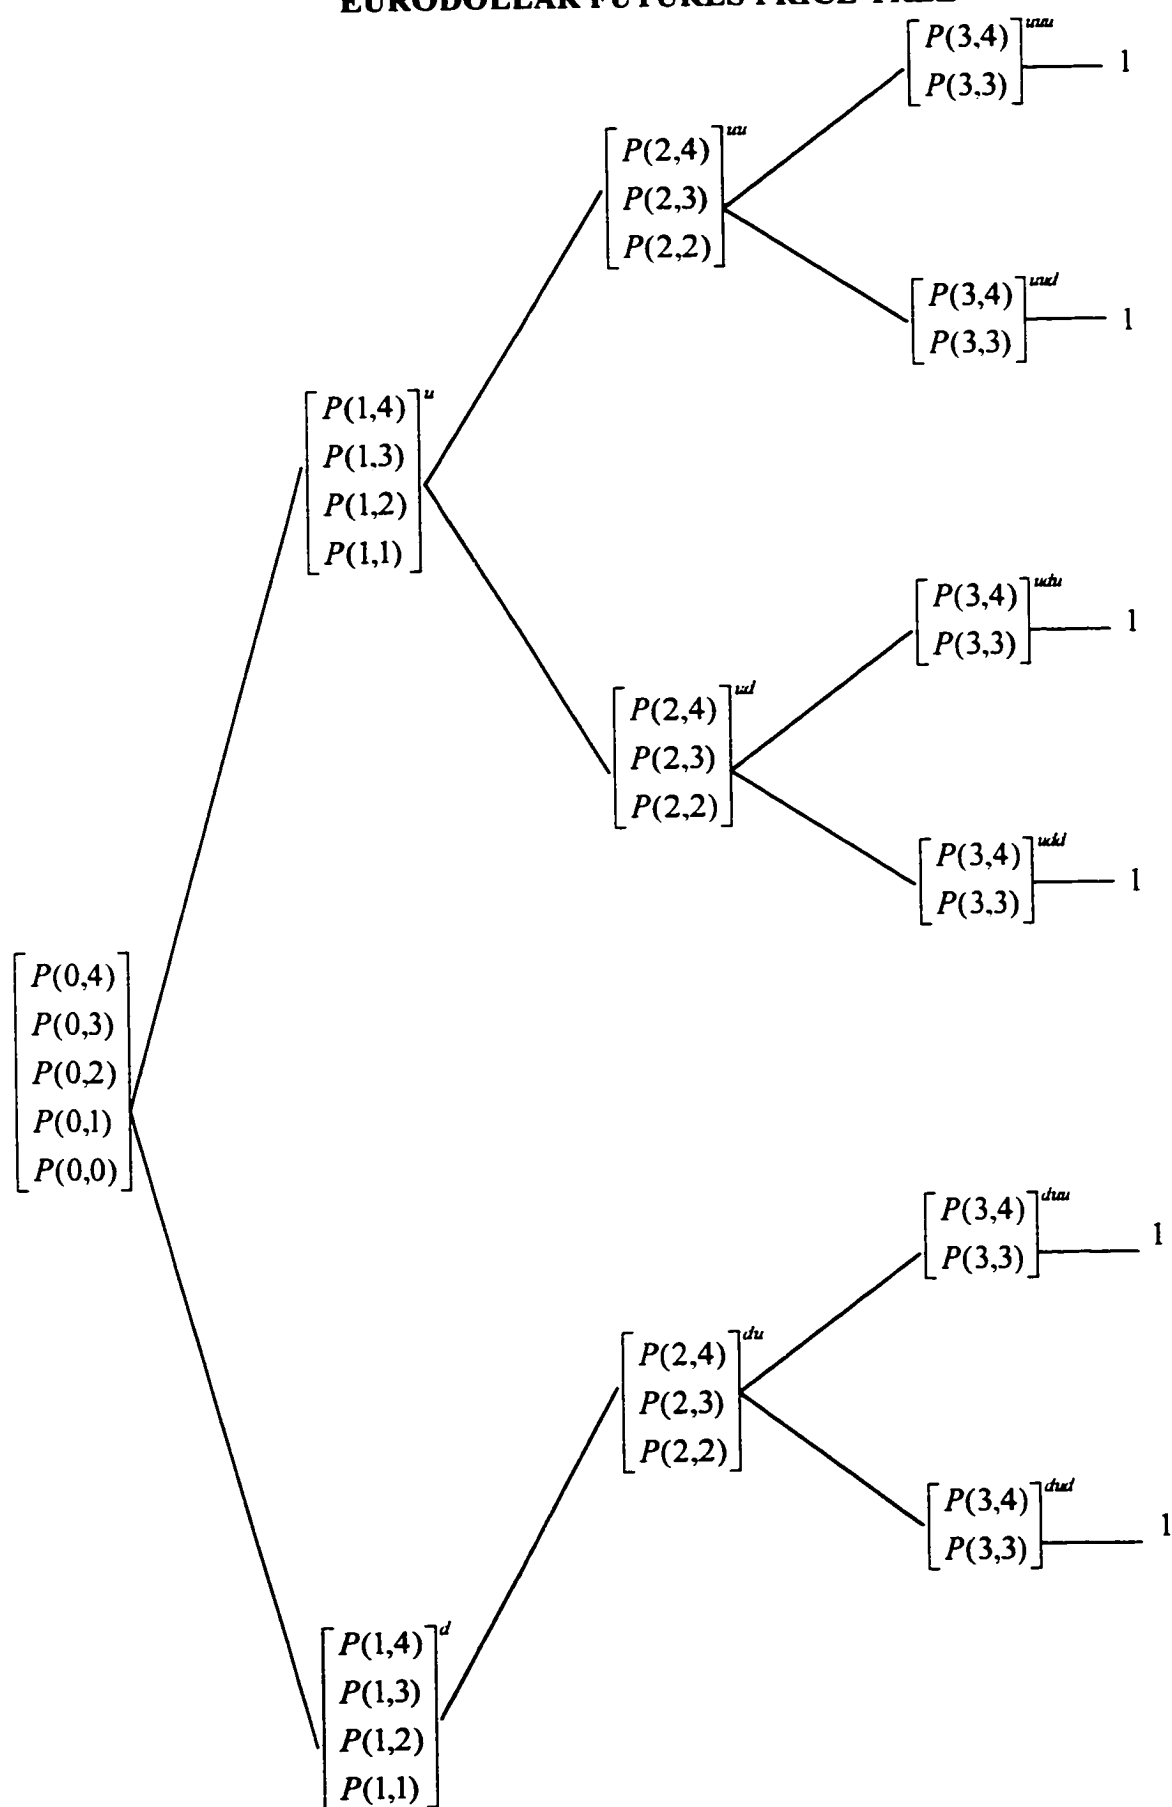 EURODOLLAR FUTURES PRICE TREE
P(3,4) uuu
P(3,3)
1
P(2,4) uu
P(2,3)
P(2,2)
P(3,4) uud
P(3,3)
1
P(1,4) u
P(1,3)
P(1,2)
P(1,1)
P(3,4) udu
P(3,3)
1
P(2,4) ud
P(2,3)
P(2,2)
P(3,4) udd
P(3,3)
1
P(0,4)
P(0,3)
P(0,2)
P(0,1)
P(0,0)
P(3,4) duu
P(3,3)
1
P(2,4) du
P(2,3)
P(2,2)
P(3,4) dud
P(3,3)
1
P(1,4) d
P(1,3)
P(1,2)
P(1,1)